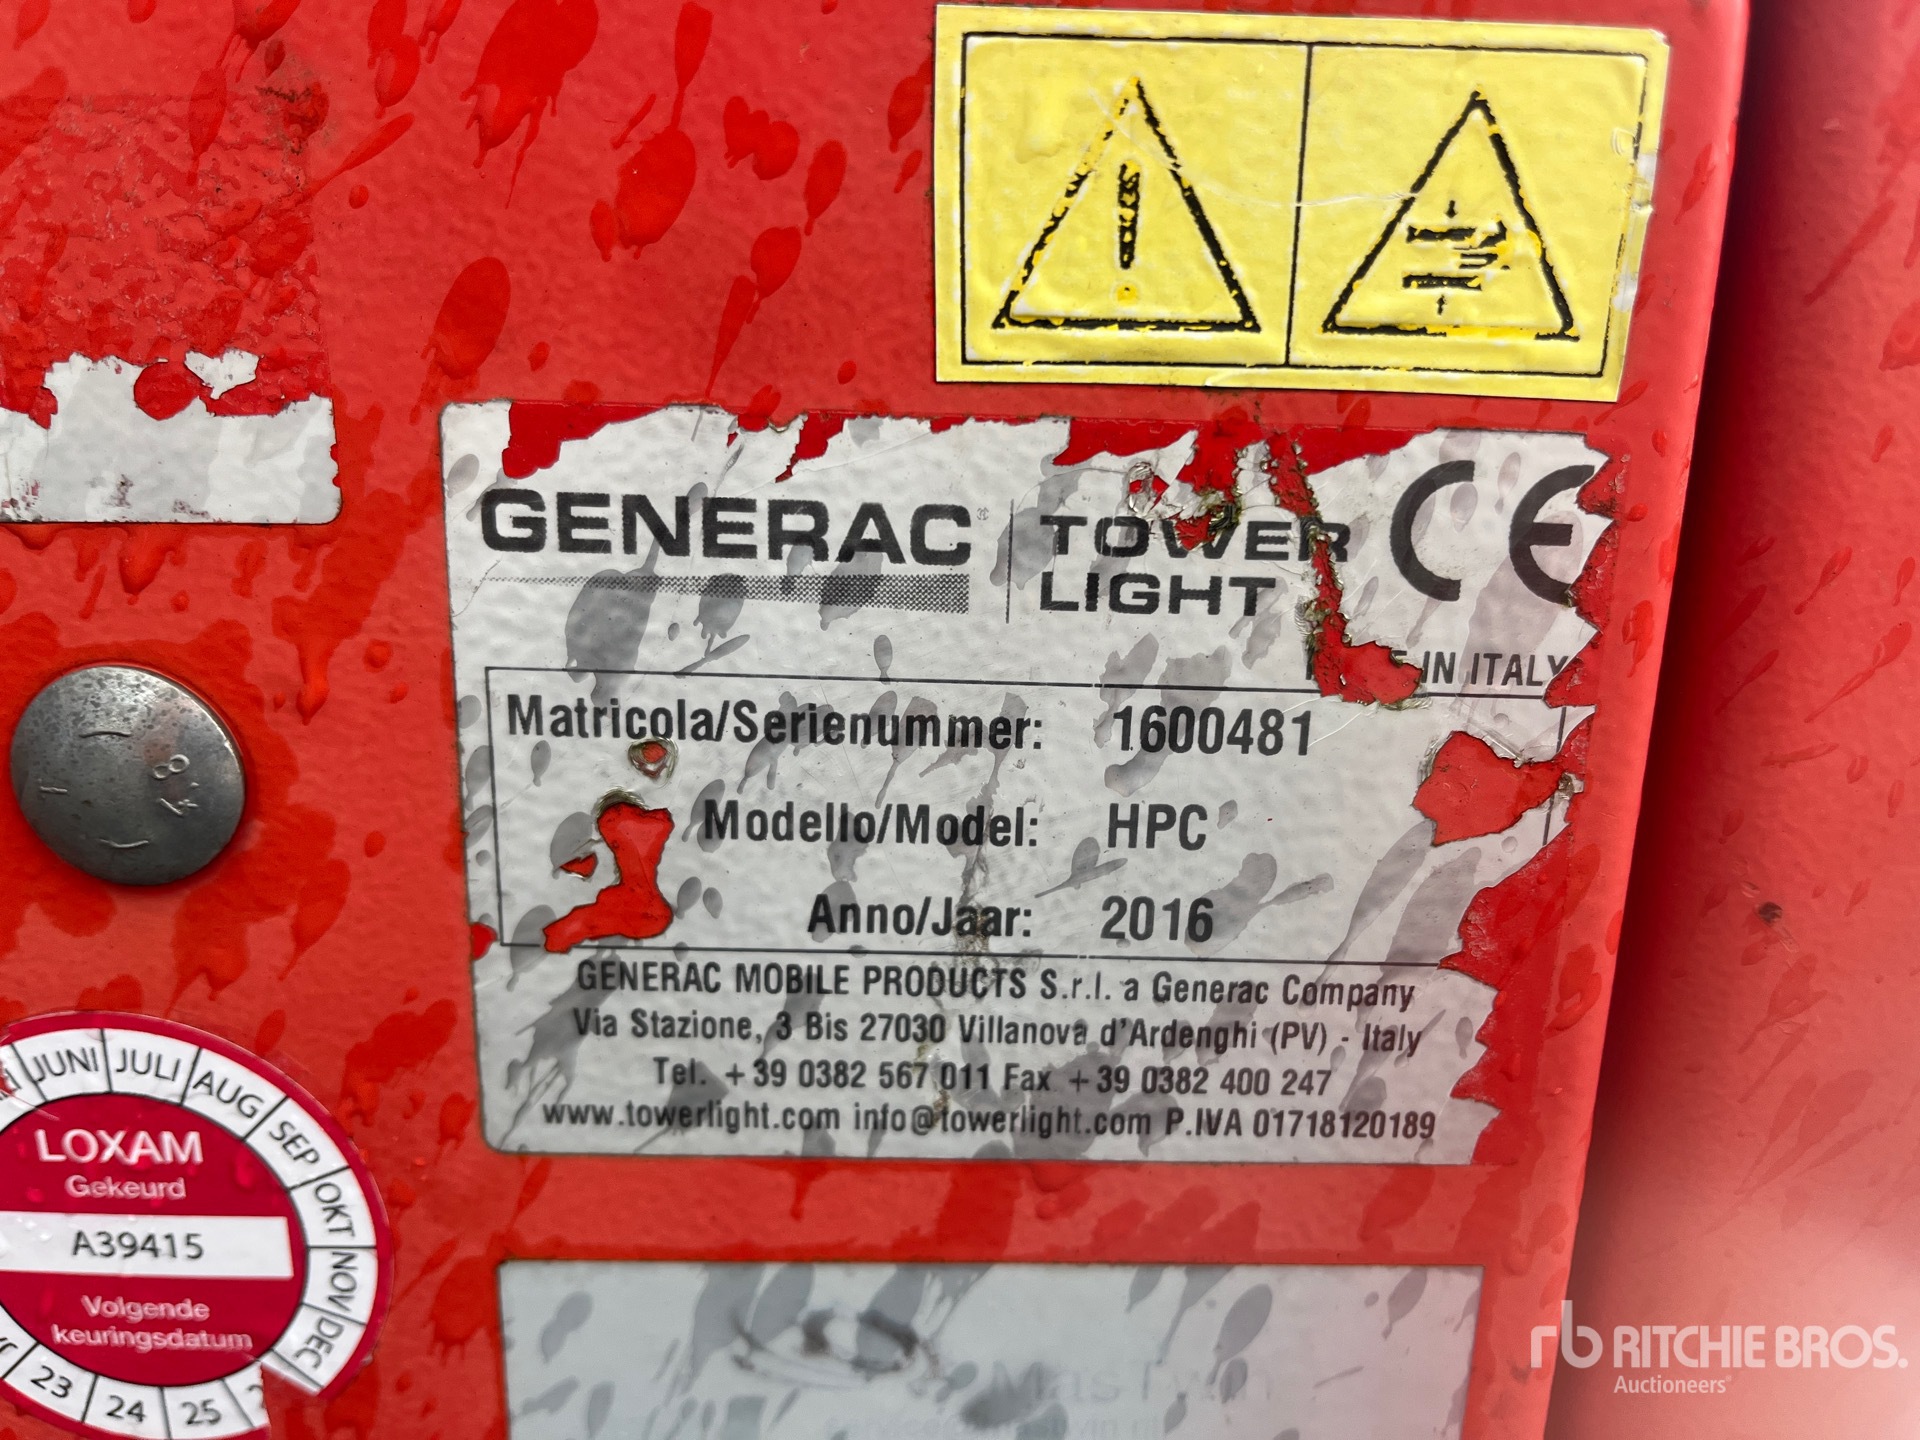 GENERAC
TOWER
LIGHT
CE
IN ITALY
Matricola/Serienummer: 1600481
Modello/Model: HPC
Anno/Jaar: 2016
GENERAC MOBILE PRODUCTS S.r.l. a Generac Company
Via Stazione, 3 Bis 27030 Villanova d'Ardenghi (PV) - Italy
Tel. +39 0382 567 011 Fax +39 0382 400 247
www.towerlight.com info@towerlight.com P.IVA 01718120189
4.8
JUNI JULI AUG SEP OKT NOV DEC
LOXAM
Gekeurd
A39415
Volgende
keuringsdatum
23 24 25
rb RITCHIE BROS.
Auctioneers